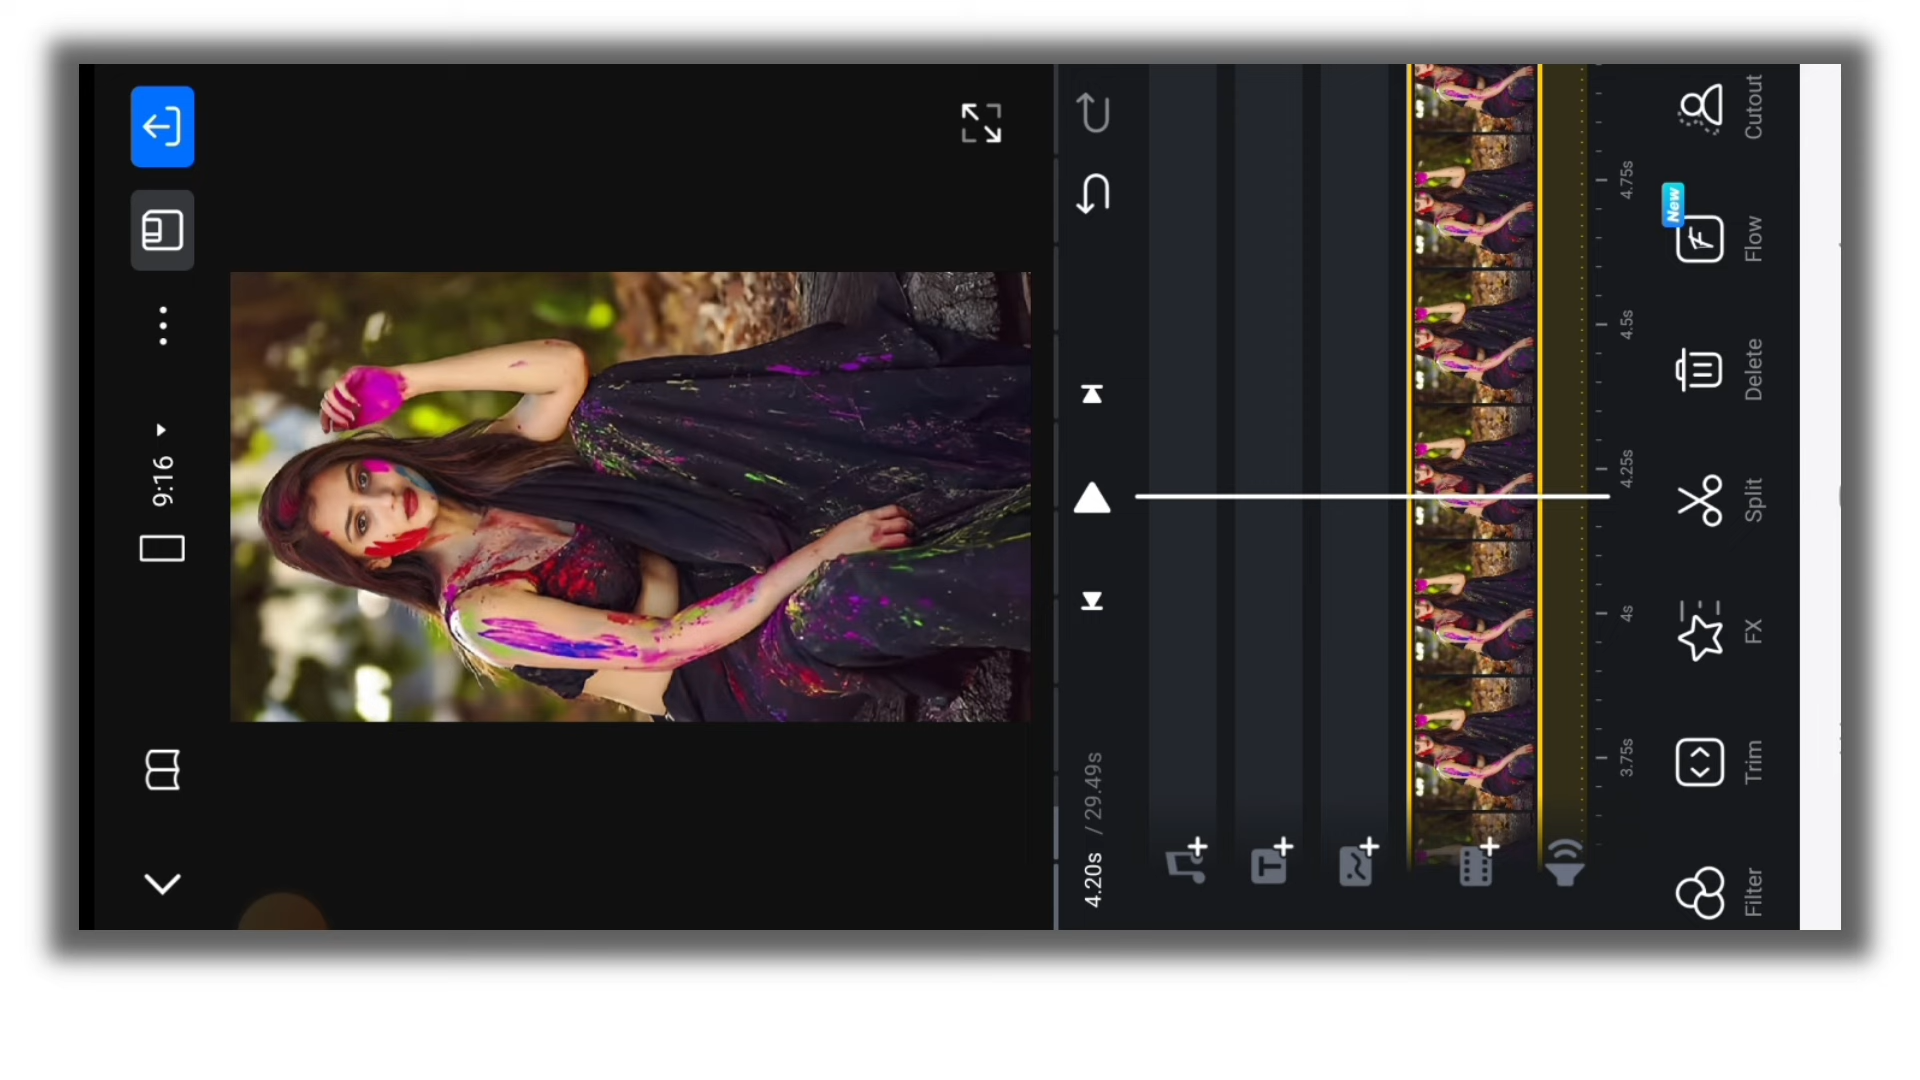 9:16
4.20s / 29.49s
3.75s
4s
4.25s
4.5s
4.75s
Filter
Trim
FX
Split
Delete
Flow
New
Cutout